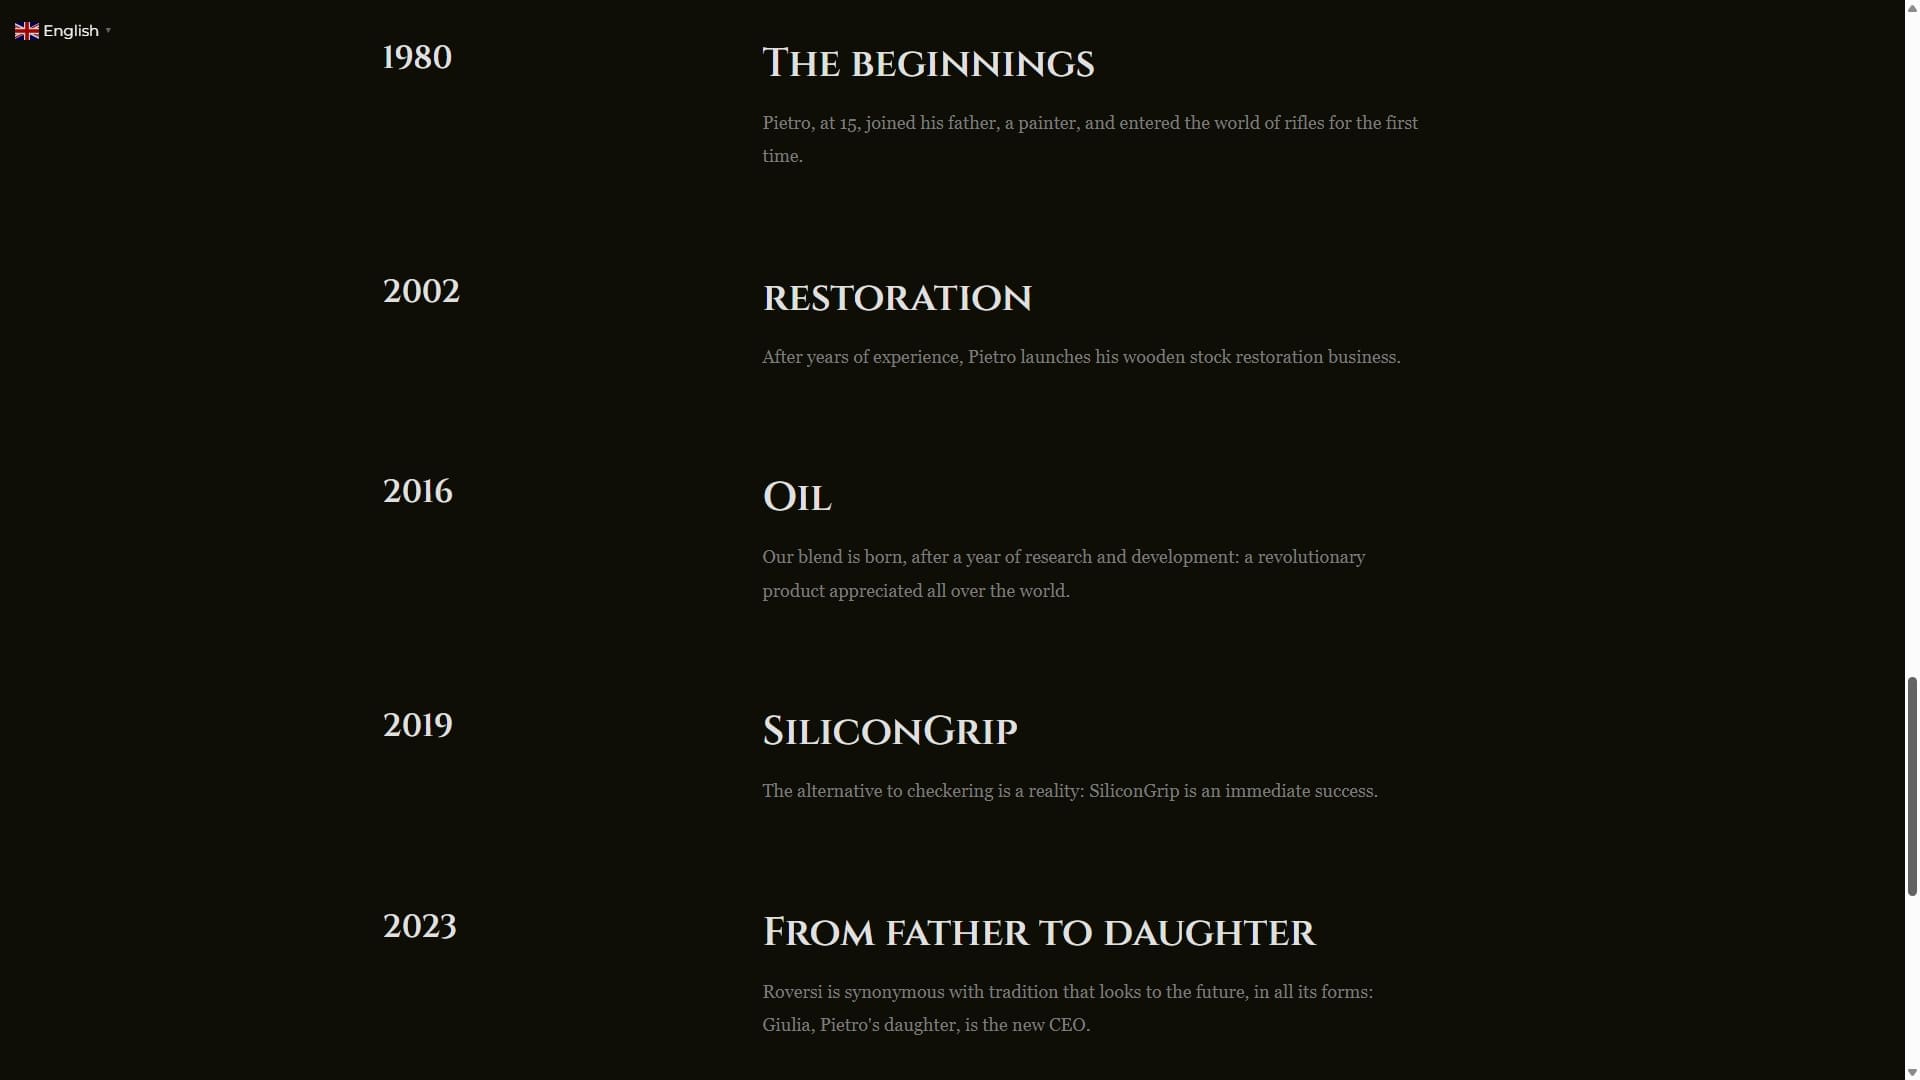 English
1980
The beginnings
Pietro, at 15, joined his father, a painter, and entered the world of rifles for the first
time.
2002
restoration
After years of experience, Pietro launches his wooden stock restoration business.
2016
Oil
Our blend is born, after a year of research and development: a revolutionary
product appreciated all over the world.
2019
SiliconGrip
The alternative to checkering is a reality: SiliconGrip is an immediate success.
2023
From father to daughter
Roversi is synonymous with tradition that looks to the future, in all its forms:
Giulia, Pietro's daughter, is the new CEO.